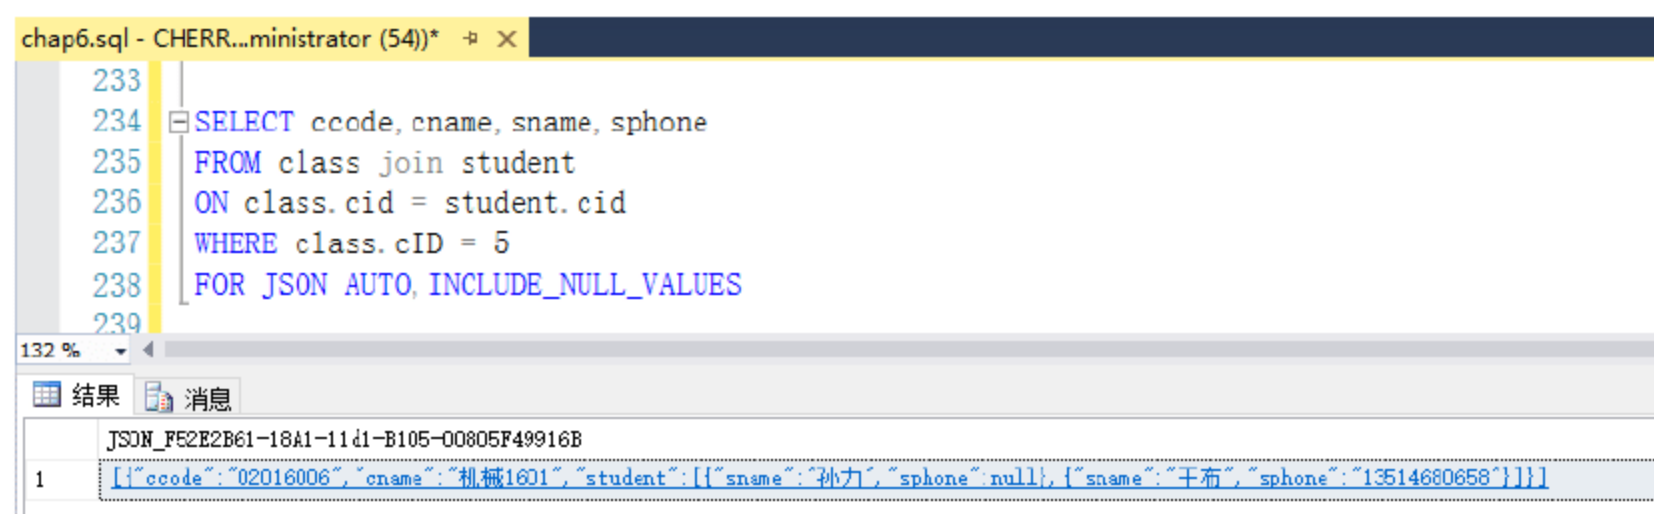 chap6.sql - CHERR...ministrator (54))*
233
234 SELECT ccode, cname, sname, sphone
235 FROM class join student
236 ON class.cid = student.cid
237 WHERE class.cID = 5
238 FOR JSON AUTO, INCLUDE_NULL_VALUES
239
132 %
结果 消息
JSON_F52E2B61-18A1-11d1-B105-00805F49916B
1 [{"ccode":"02016006","cname":"机械1601","student":[{"sname":"孙力","sphone":null},{"sname":"王布","sphone":"13514680658"}]}]